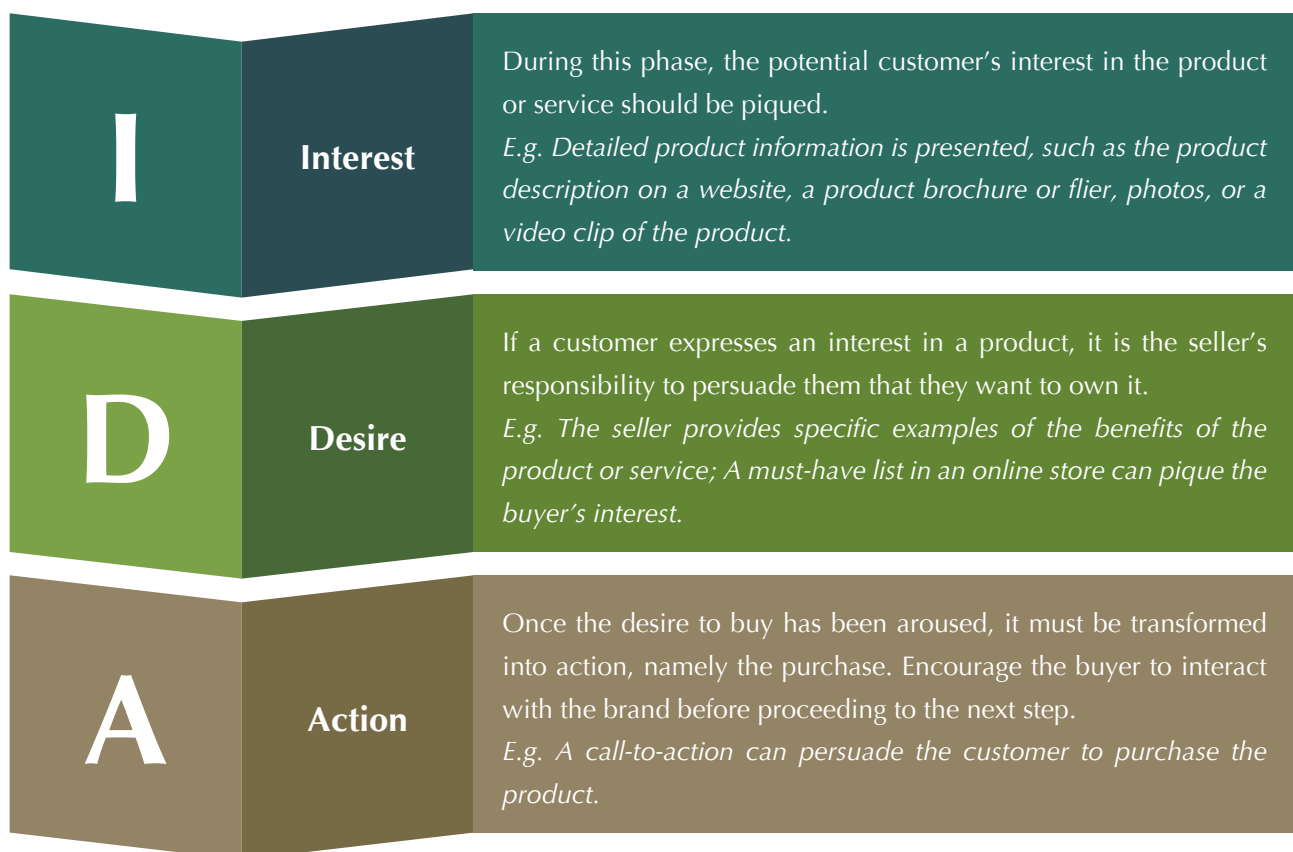 I
Interest
During this phase, the potential customer’s interest in the product
or service should be piqued.
E.g. Detailed product information is presented, such as the product
description on a website, a product brochure or flier, photos, or a
video clip of the product.
D
Desire
If a customer expresses an interest in a product, it is the seller’s
responsibility to persuade them that they want to own it.
E.g. The seller provides specific examples of the benefits of the
product or service; A must-have list in an online store can pique the
buyer’s interest.
A
Action
Once the desire to buy has been aroused, it must be transformed
into action, namely the purchase. Encourage the buyer to interact
with the brand before proceeding to the next step.
E.g. A call-to-action can persuade the customer to purchase the
product.